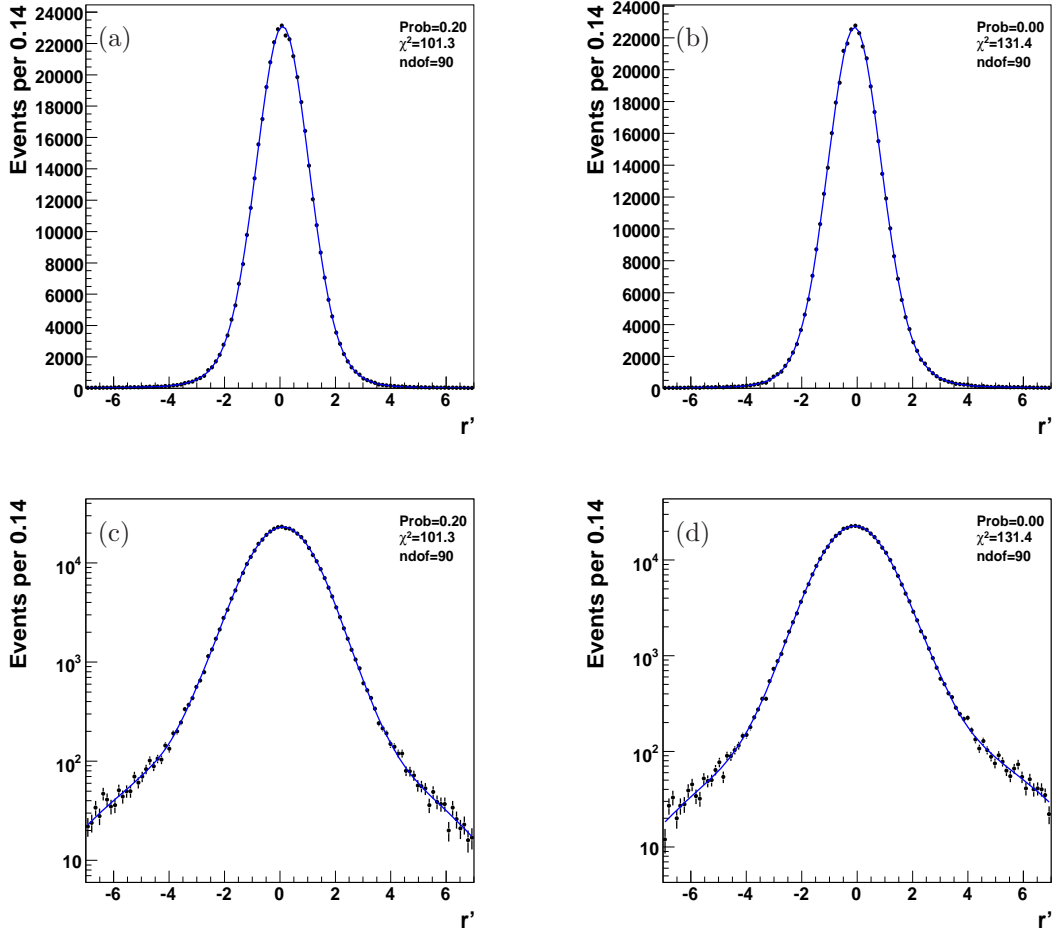 Events per 0.14
24000
22000
20000
18000
16000
14000
12000
10000
8000
6000
4000
2000
0
(a)
Prob=0.20
χ²=101.3
ndof=90
-6 -4 -2 0 2 4 6
r’
Events per 0.14
24000
22000
20000
18000
16000
14000
12000
10000
8000
6000
4000
2000
0
(b)
Prob=0.00
χ²=131.4
ndof=90
-6 -4 -2 0 2 4 6
r’
Events per 0.14
10⁴
10³
10²
10
(c)
Prob=0.20
χ²=101.3
ndof=90
-6 -4 -2 0 2 4 6
r’
Events per 0.14
10⁴
10³
10²
10
(d)
Prob=0.00
χ²=131.4
ndof=90
-6 -4 -2 0 2 4 6
r’